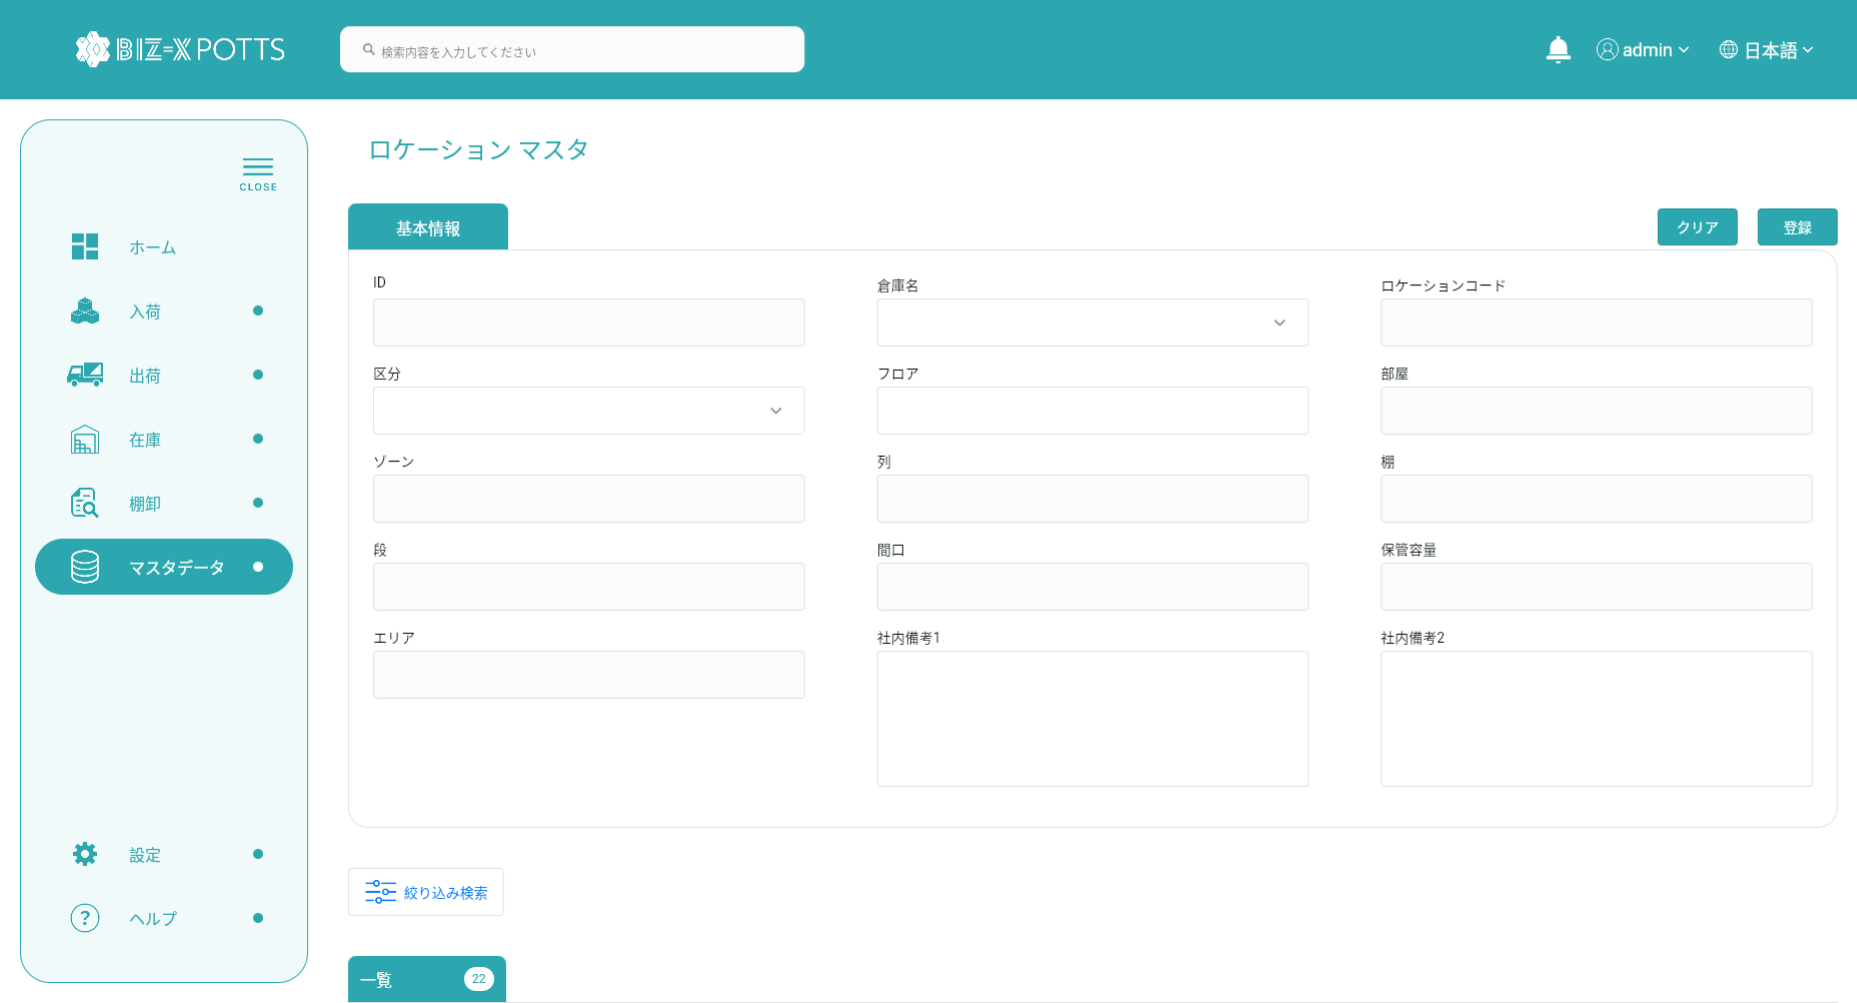 BIZ=X POTTS
検索内容を入力してください
admin
日本語
CLOSE
ホーム
入荷
出荷
在庫
棚卸
マスタデータ
設定
ヘルプ
ロケーション マスタ
基本情報
クリア
登録
ID
倉庫名
ロケーションコード
区分
フロア
部屋
ゾーン
列
棚
段
間口
保管容量
エリア
社内備考1
社内備考2
絞り込み検索
一覧
22